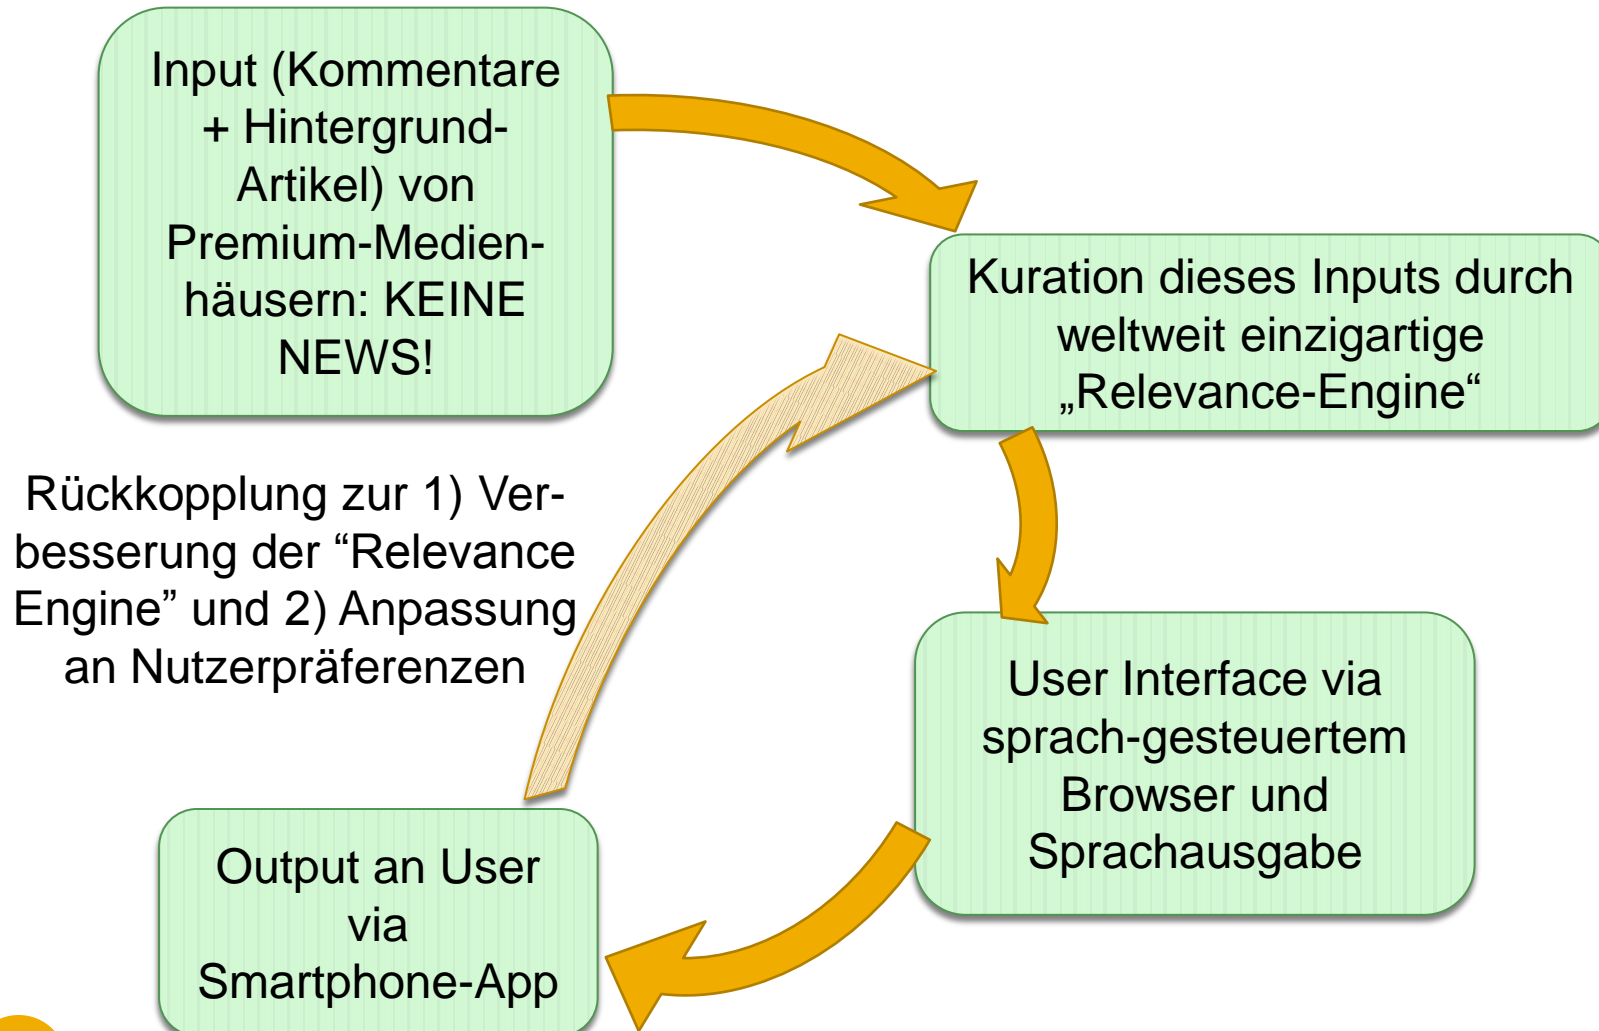 Input (Kommentare
+ Hintergrund-
Artikel) von
Premium-Medien-
häusern: KEINE
NEWS!
Kuration dieses Inputs durch
weltweit einzigartige
„Relevance-Engine“
Rückkopplung zur 1) Ver-
besserung der “Relevance
Engine” und 2) Anpassung
an Nutzerpräferenzen
User Interface via
sprach-gesteuertem
Browser und
Sprachausgabe
Output an User
via
Smartphone-App